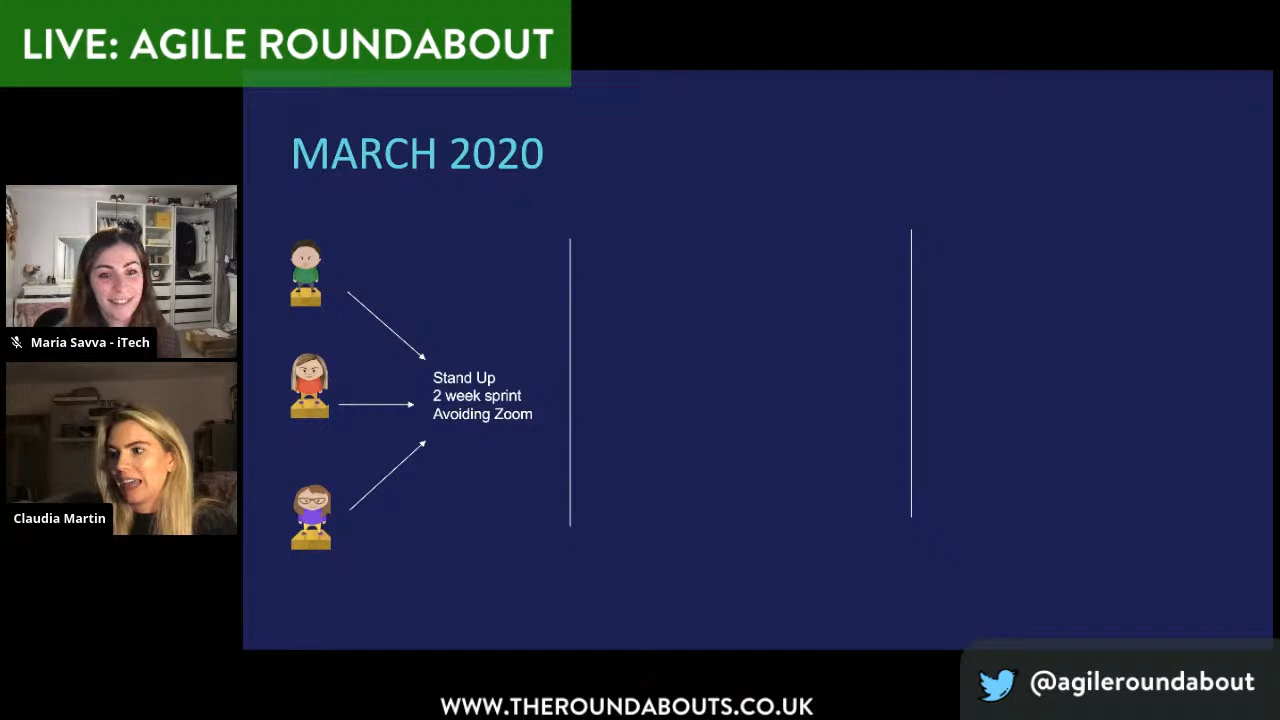 LIVE: AGILE ROUNDABOUT
MARCH 2020
Maria Savva - iTech
Stand Up
2 week sprint
Avoiding Zoom
Claudia Martin
@agileroundabout
WWW.THEROUNDABOUTS.CO.UK